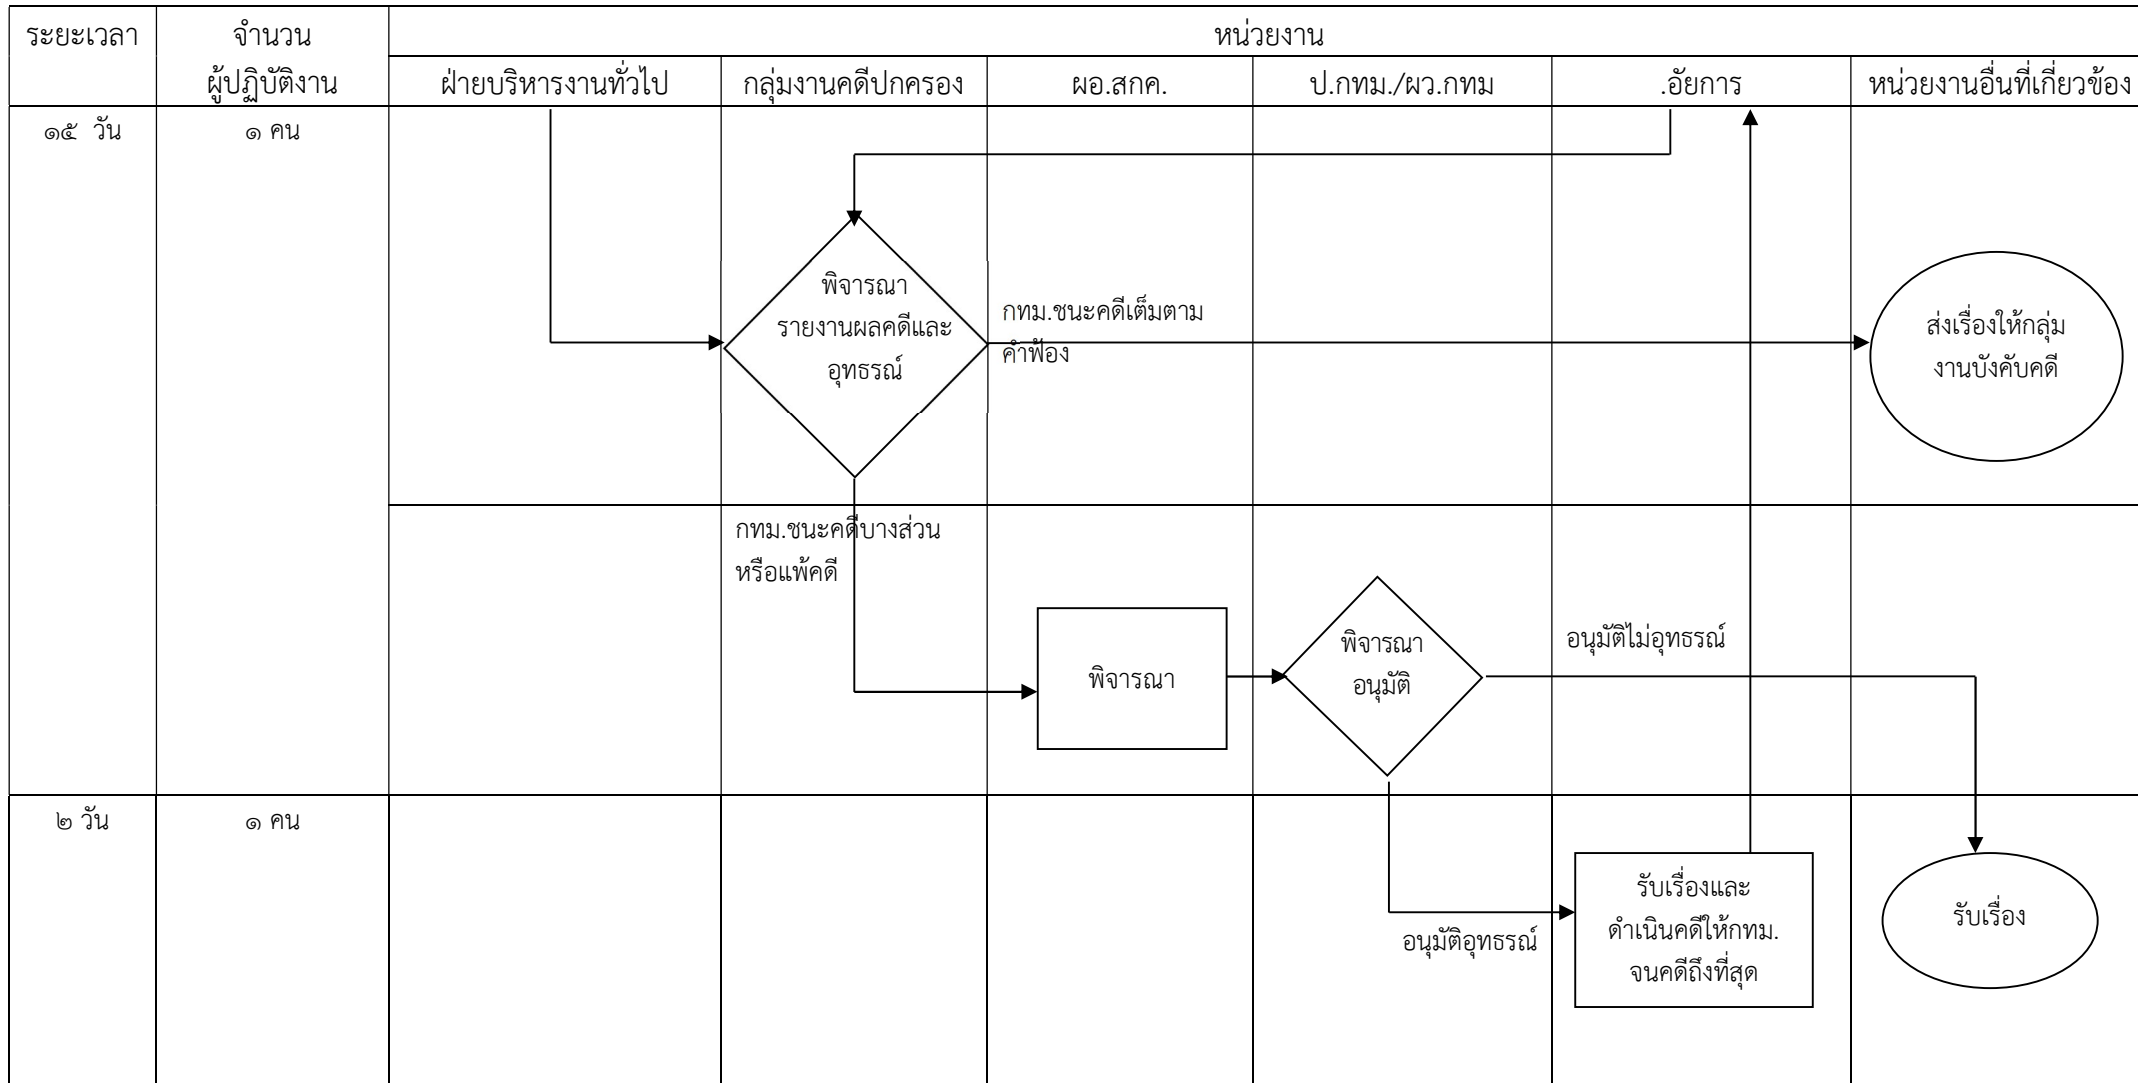 ระยะเวลา
จำนวน
ผู้ปฏิบัติงาน
หน่วยงาน
ฝ่ายบริหารงานทั่วไป
กลุ่มงานคดีปกครอง
ผอ.สกค.
ป.กทม./ผว.กทม
.อัยการ
หน่วยงานอื่นที่เกี่ยวข้อง
๑๕ วัน
๑ คน
พิจารณา
รายงานผลคดีและ
อุทธรณ์
กทม.ชนะคดีเต็มตาม
คำฟ้อง
ส่งเรื่องให้กลุ่ม
งานบังคับคดี
กทม.ชนะคดีบางส่วน
หรือแพ้คดี
พิจารณา
พิจารณา
อนุมัติ
อนุมัติไม่อุทธรณ์
๒ วัน
๑ คน
อนุมัติอุทธรณ์
รับเรื่องและ
ดำเนินคดีให้กทม.
จนคดีถึงที่สุด
รับเรื่อง